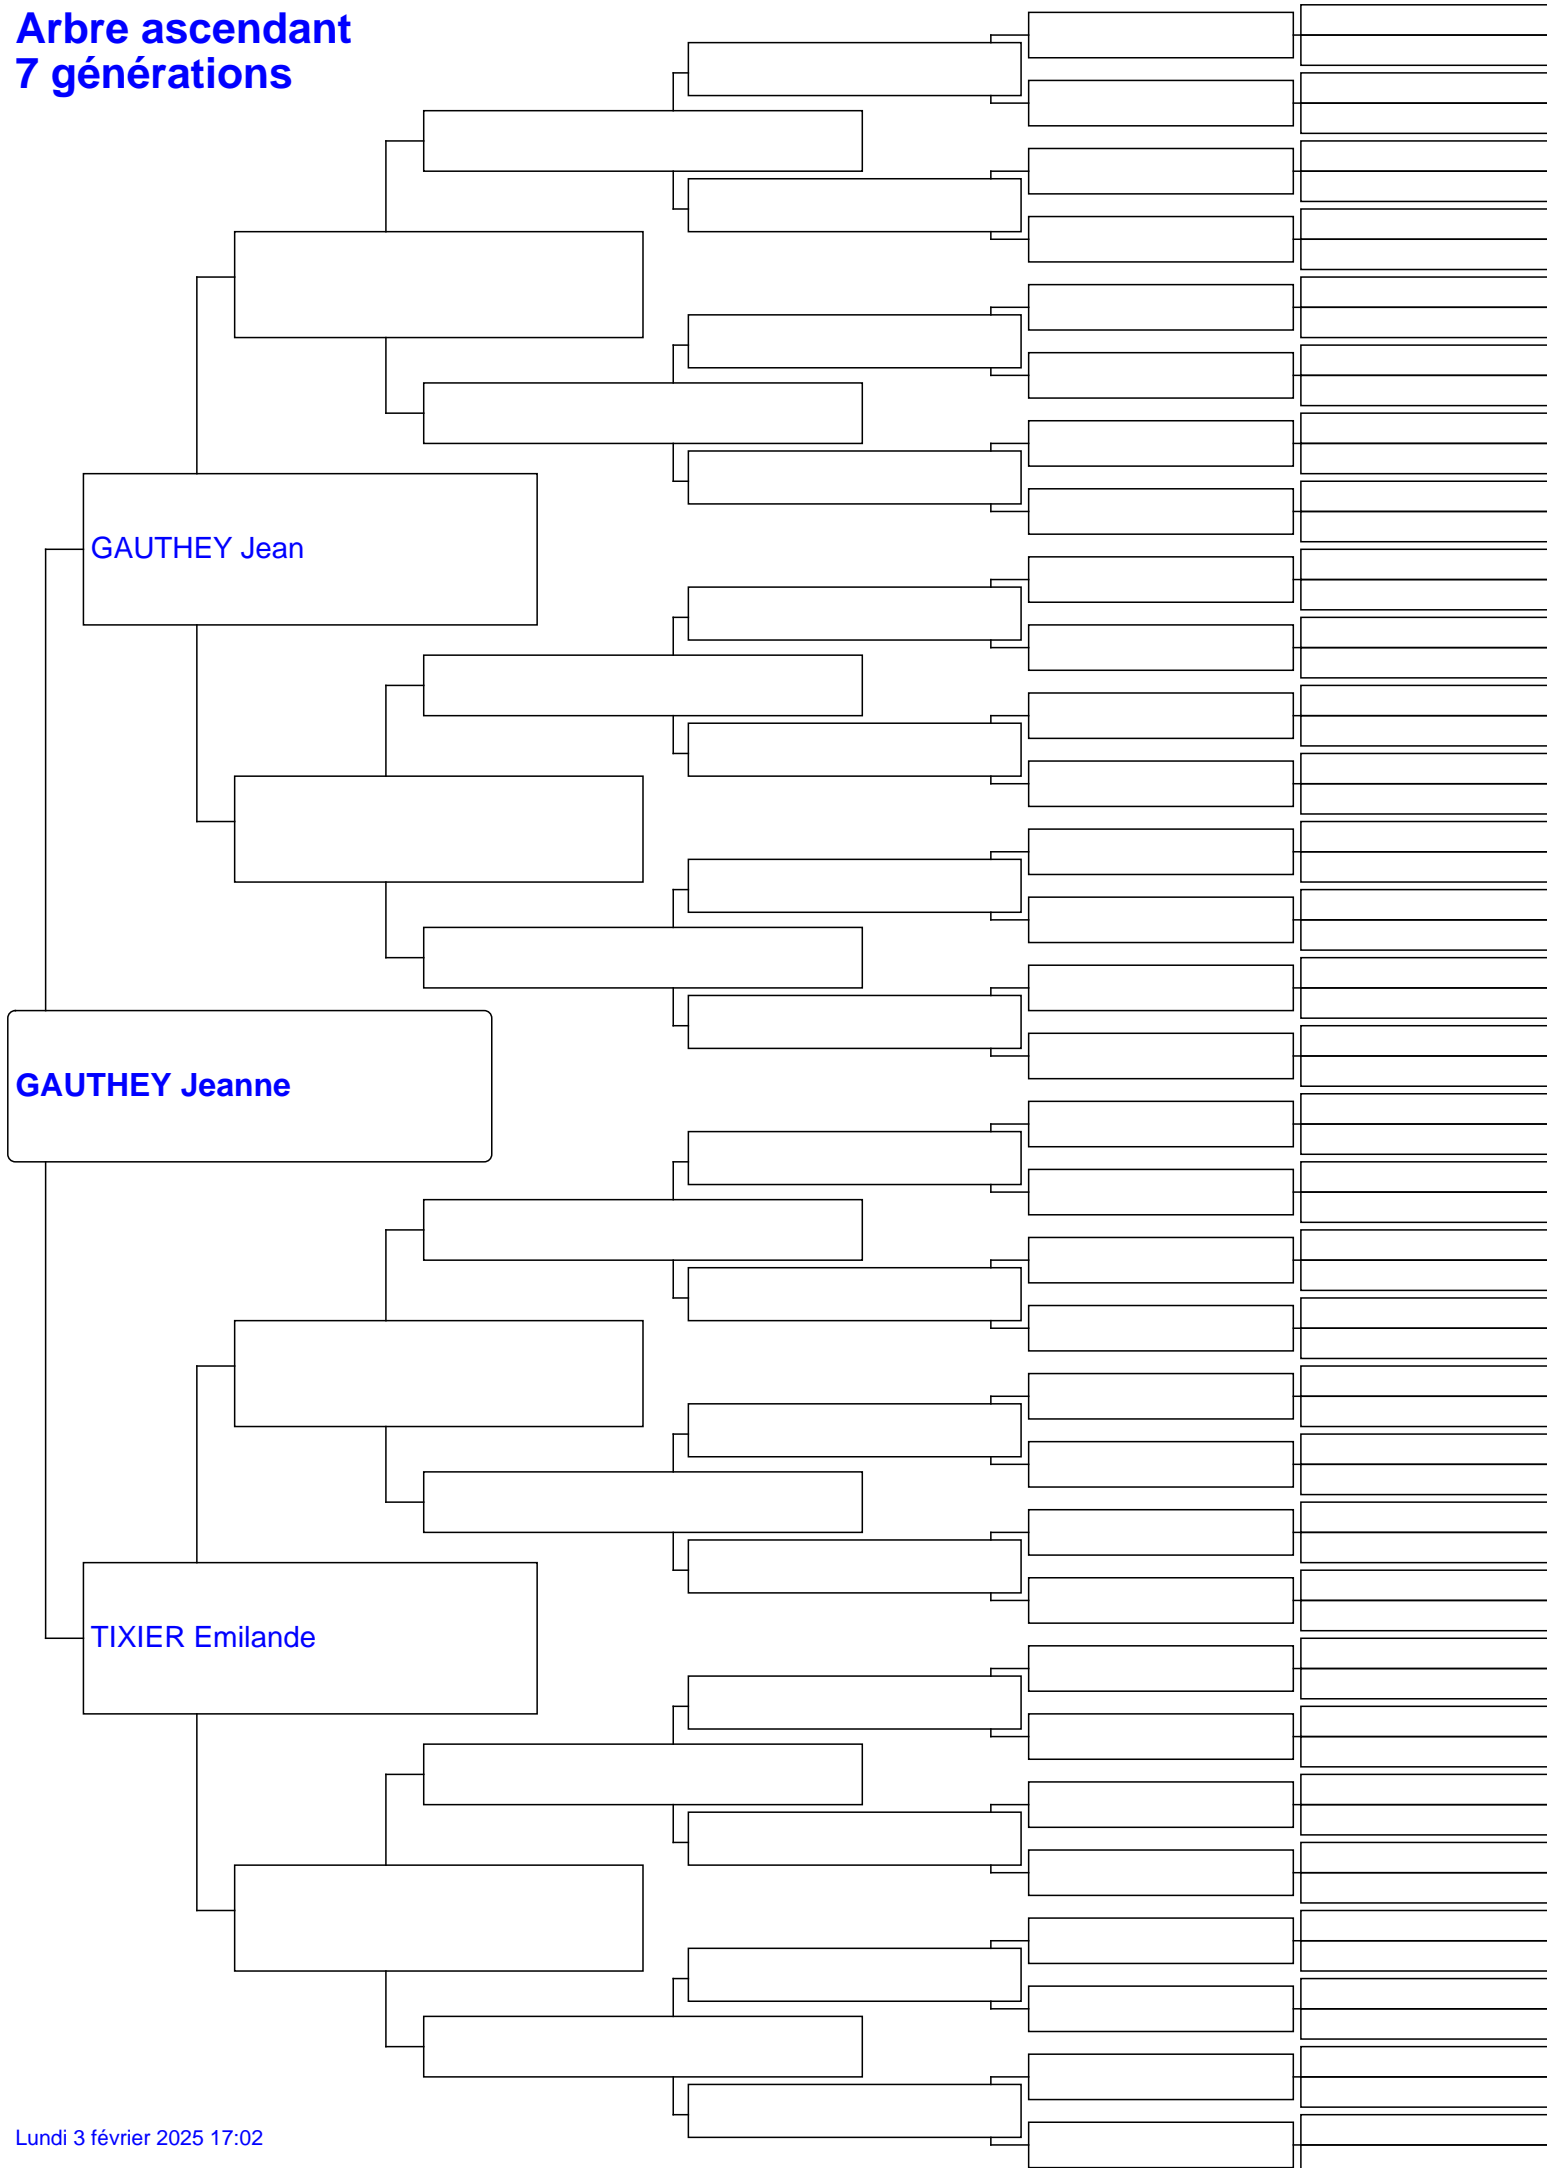 Arbre ascendant
7 générations
GAUTHEY Jean
GAUTHEY Jeanne
TIXIER Emilande
Lundi 3 février 2025 17:02